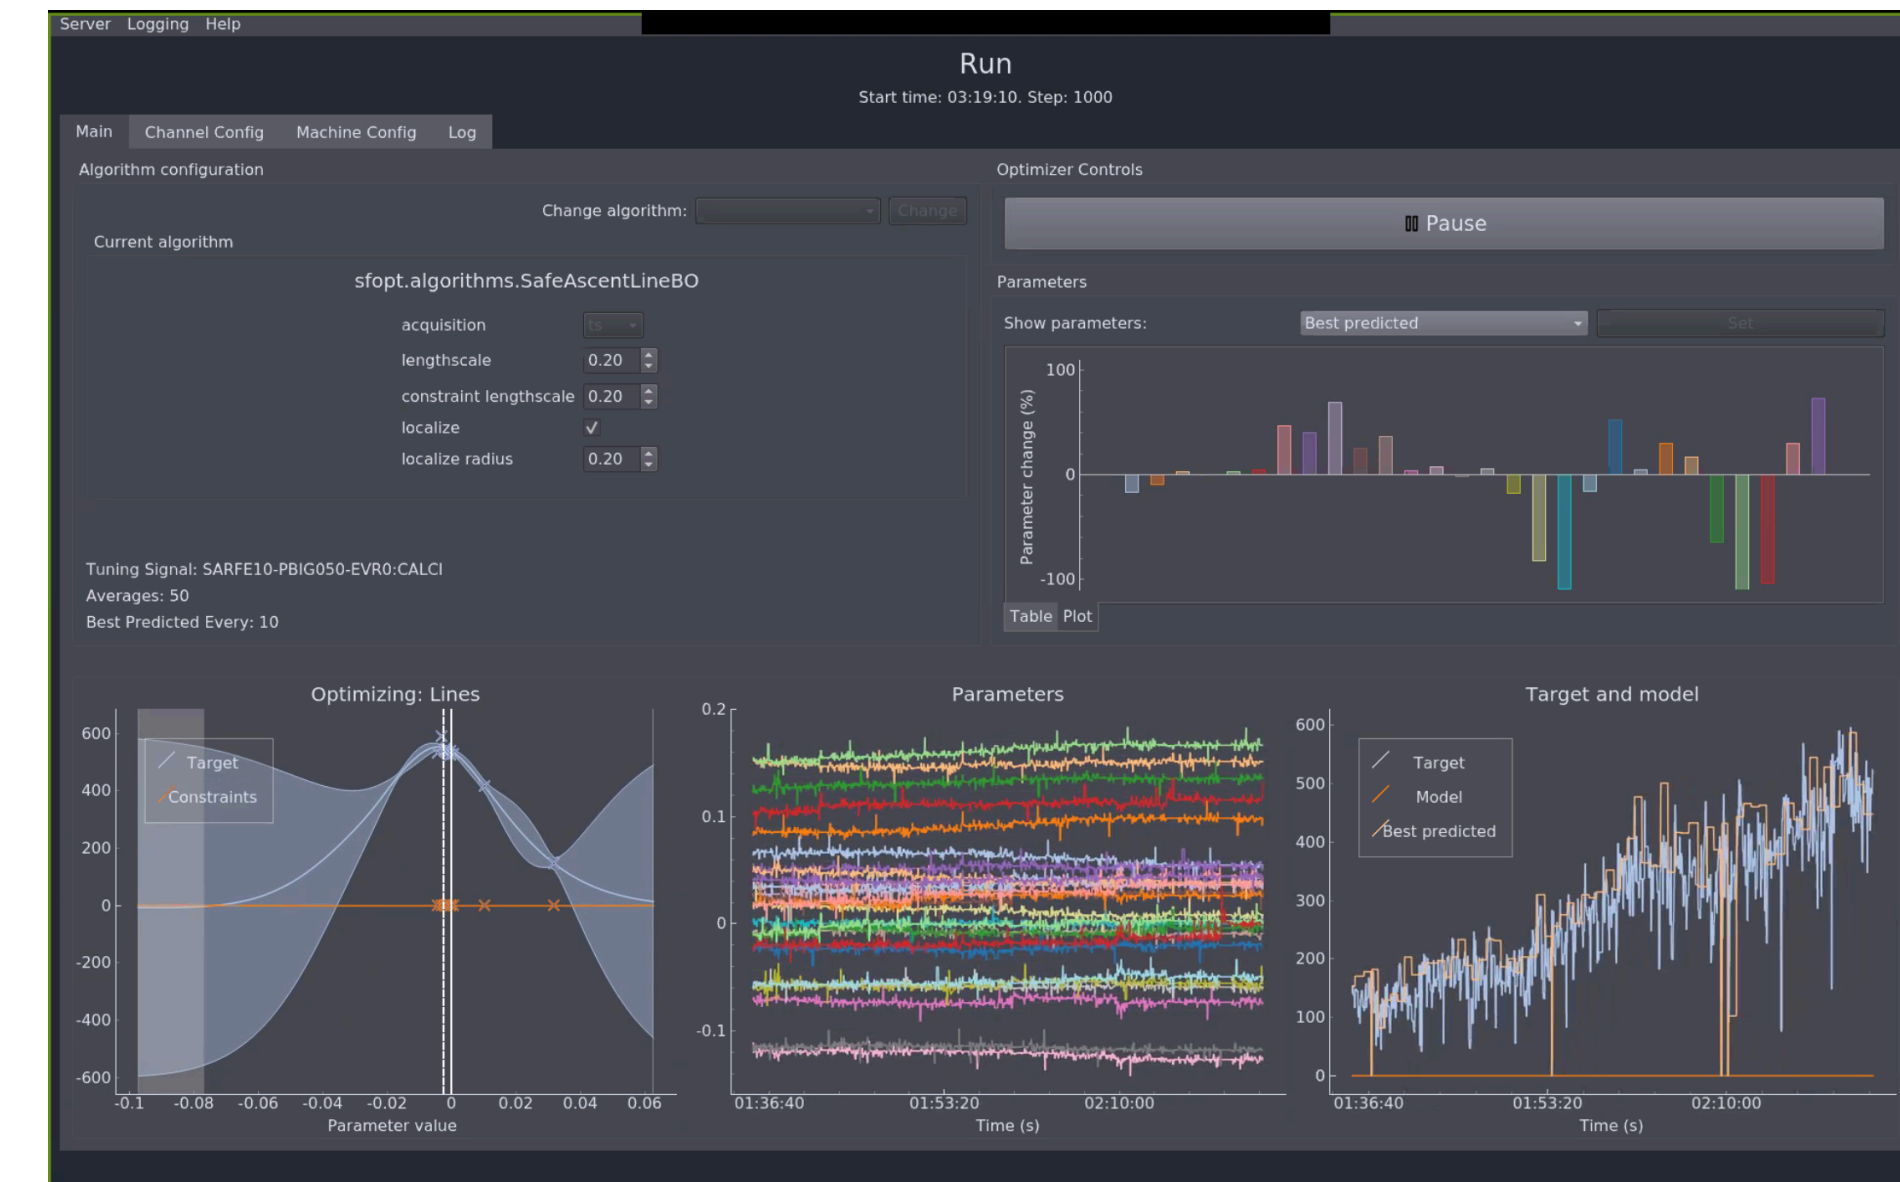 Server Logging Help
Run
Start time: 03:19:10. Step: 1000
Main Channel Config Machine Config Log
Algorithm configuration
Change algorithm: Change
Current algorithm
sfopt.algorithms.SafeAscentLineBO
acquisition ts
lengthscale 0.20
constraint lengthscale 0.20
localize
localize radius 0.20
Tuning Signal: SARFE10-PBIG050-EVR0:CALCI
Averages: 50
Best Predicted Every: 10
Optimizer Controls
Pause
Parameters
Show parameters: Best predicted Set
Parameter change (%)
100
0
-100
Table Plot
Optimizing: Lines
600
400
200
0
-200
-400
-600
Target
Constraints
-0.1 -0.08 -0.06 -0.04 -0.02 0 0.02 0.04 0.06
Parameter value
Parameters
0.2
0.1
0
-0.1
01:36:40 01:53:20 02:10:00
Time (s)
Target and model
600
500
400
300
200
100
0
Target
Model
Best predicted
01:36:40 01:53:20 02:10:00
Time (s)